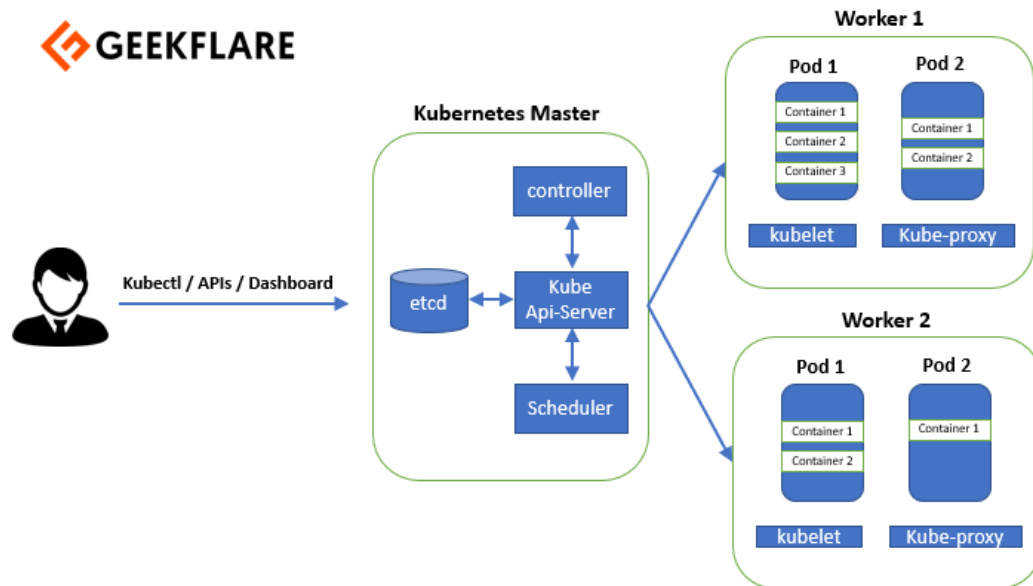 GEEKFLARE
Kubectl / APIs / Dashboard
Kubernetes Master
controller
etcd
Kube
Api-Server
Scheduler
Worker 1
Pod 1
Container 1
Container 2
Container 3
Pod 2
Container 1
Container 2
kubelet
Kube-proxy
Worker 2
Pod 1
Container 1
Container 2
Pod 2
Container 1
kubelet
Kube-proxy